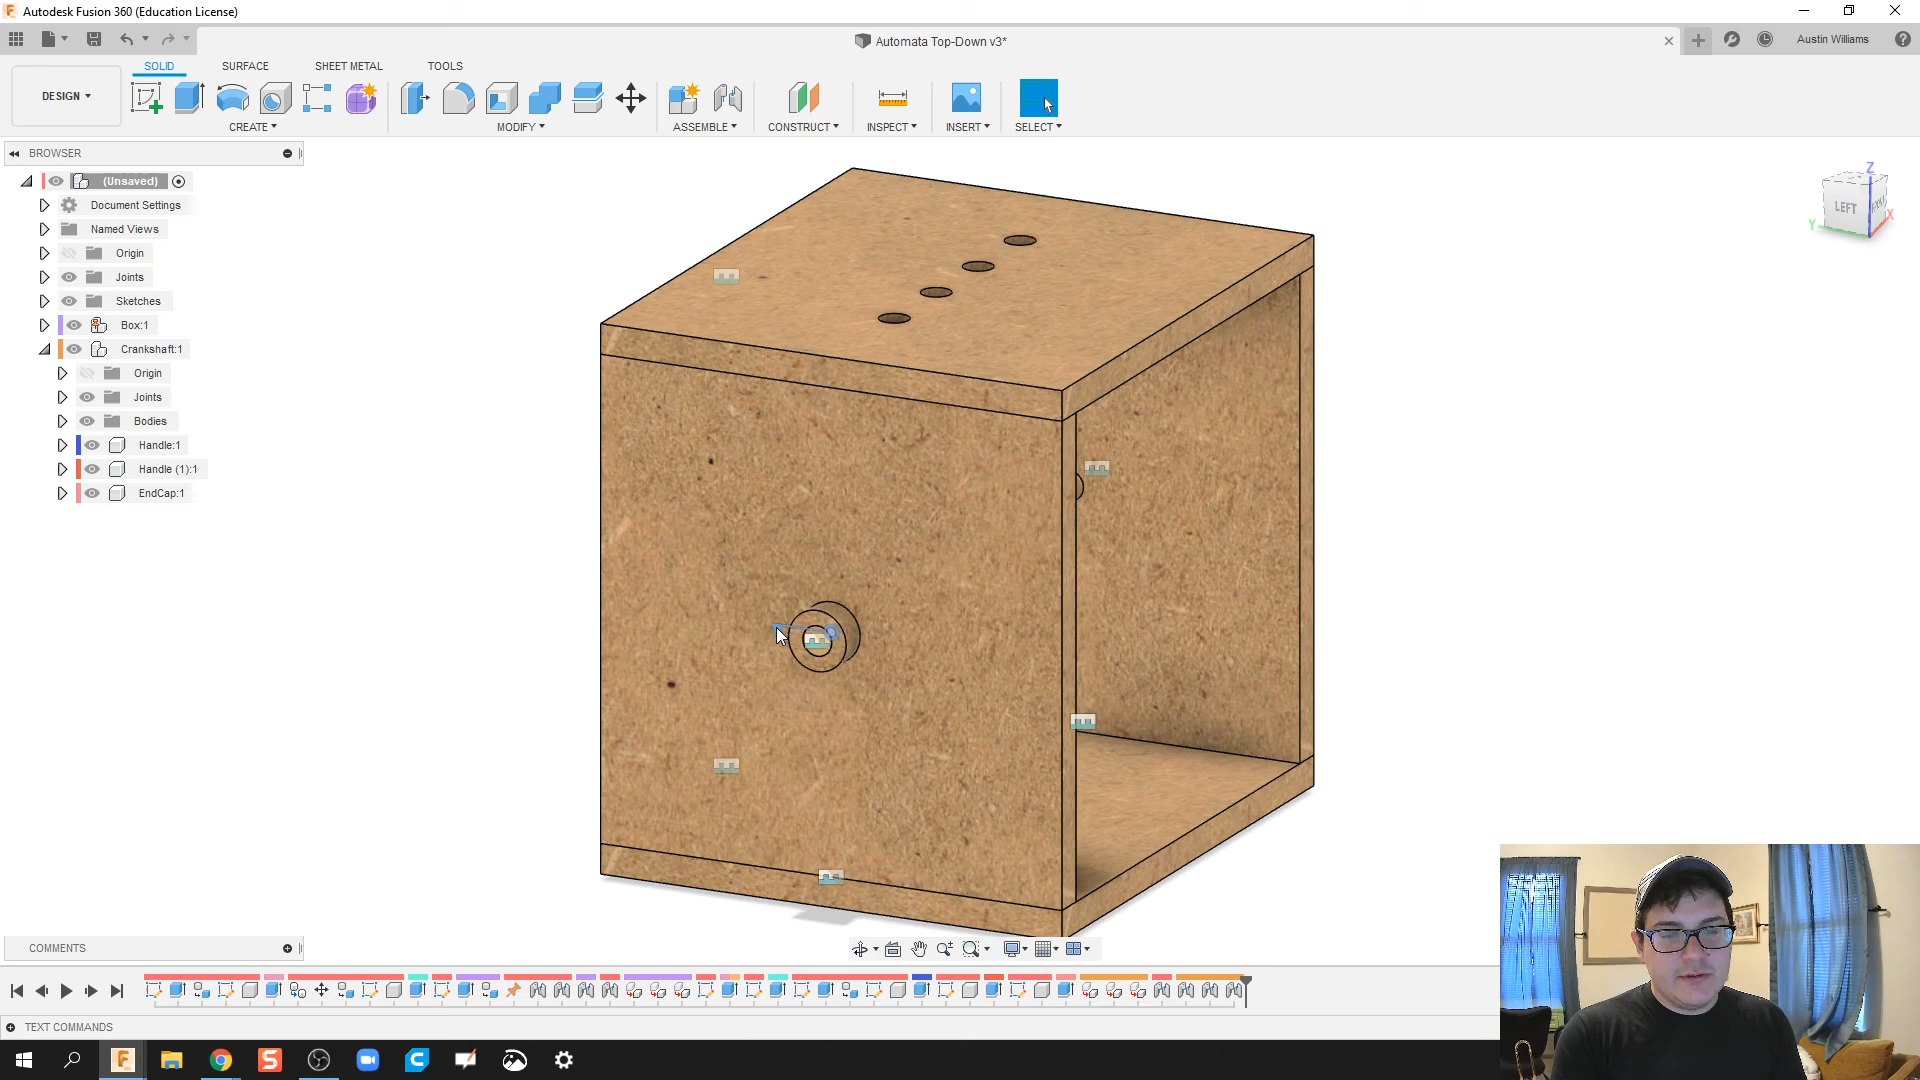 Autodesk Fusion 360 (Education License)
Automata Top-Down v3*
Austin Williams
SOLID SURFACE SHEET METAL TOOLS
DESIGN
CREATE MODIFY ASSEMBLE CONSTRUCT INSPECT INSERT SELECT
BROWSER
(Unsaved)
Document Settings
Named Views
Origin
Joints
Sketches
Box:1
Crankshaft:1
Origin
Joints
Bodies
Handle:1
Handle (1):1
EndCap:1
Z
LEFT
FRONT
Y
X
COMMENTS
TEXT COMMANDS